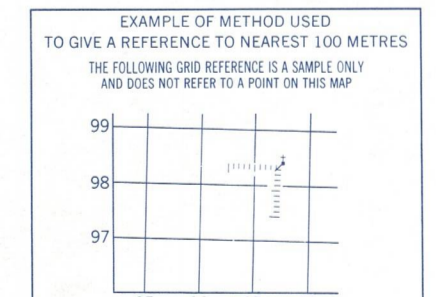 EXAMPLE OF METHOD USED
TO GIVE A REFERENCE TO NEAREST 100 METRES
THE FOLLOWING GRID REFERENCE IS A SAMPLE ONLY
AND DOES NOT REFER TO A POINT ON THIS MAP
99
98
97